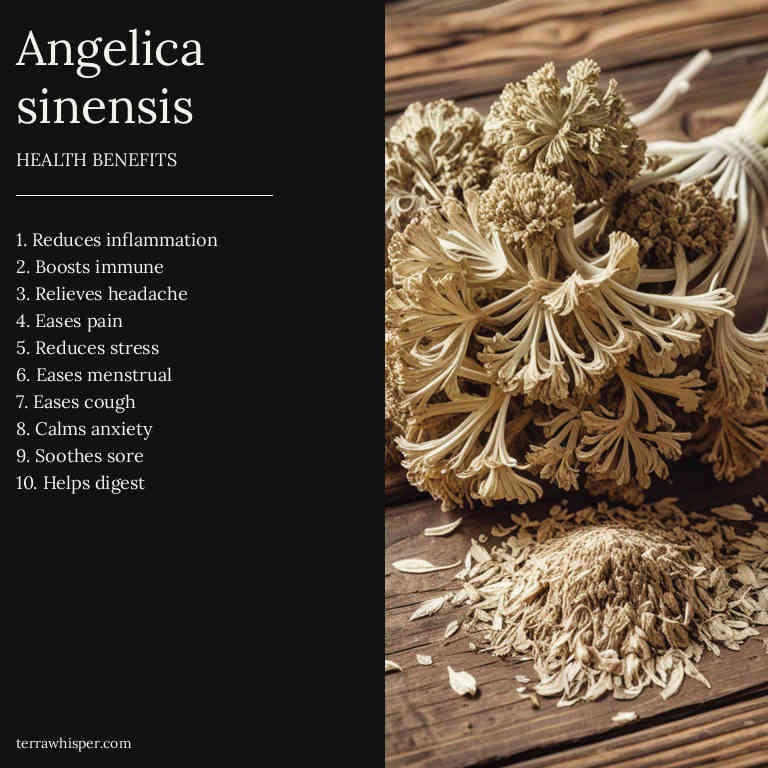 Angelica
sinensis
HEALTH BENEFITS
1. Reduces inflammation
2. Boosts immune
3. Relieves headache
4. Eases pain
5. Reduces stress
6. Eases menstrual
7. Eases cough
8. Calms anxiety
9. Soothes sore
10. Helps digest
terrawhisper.com